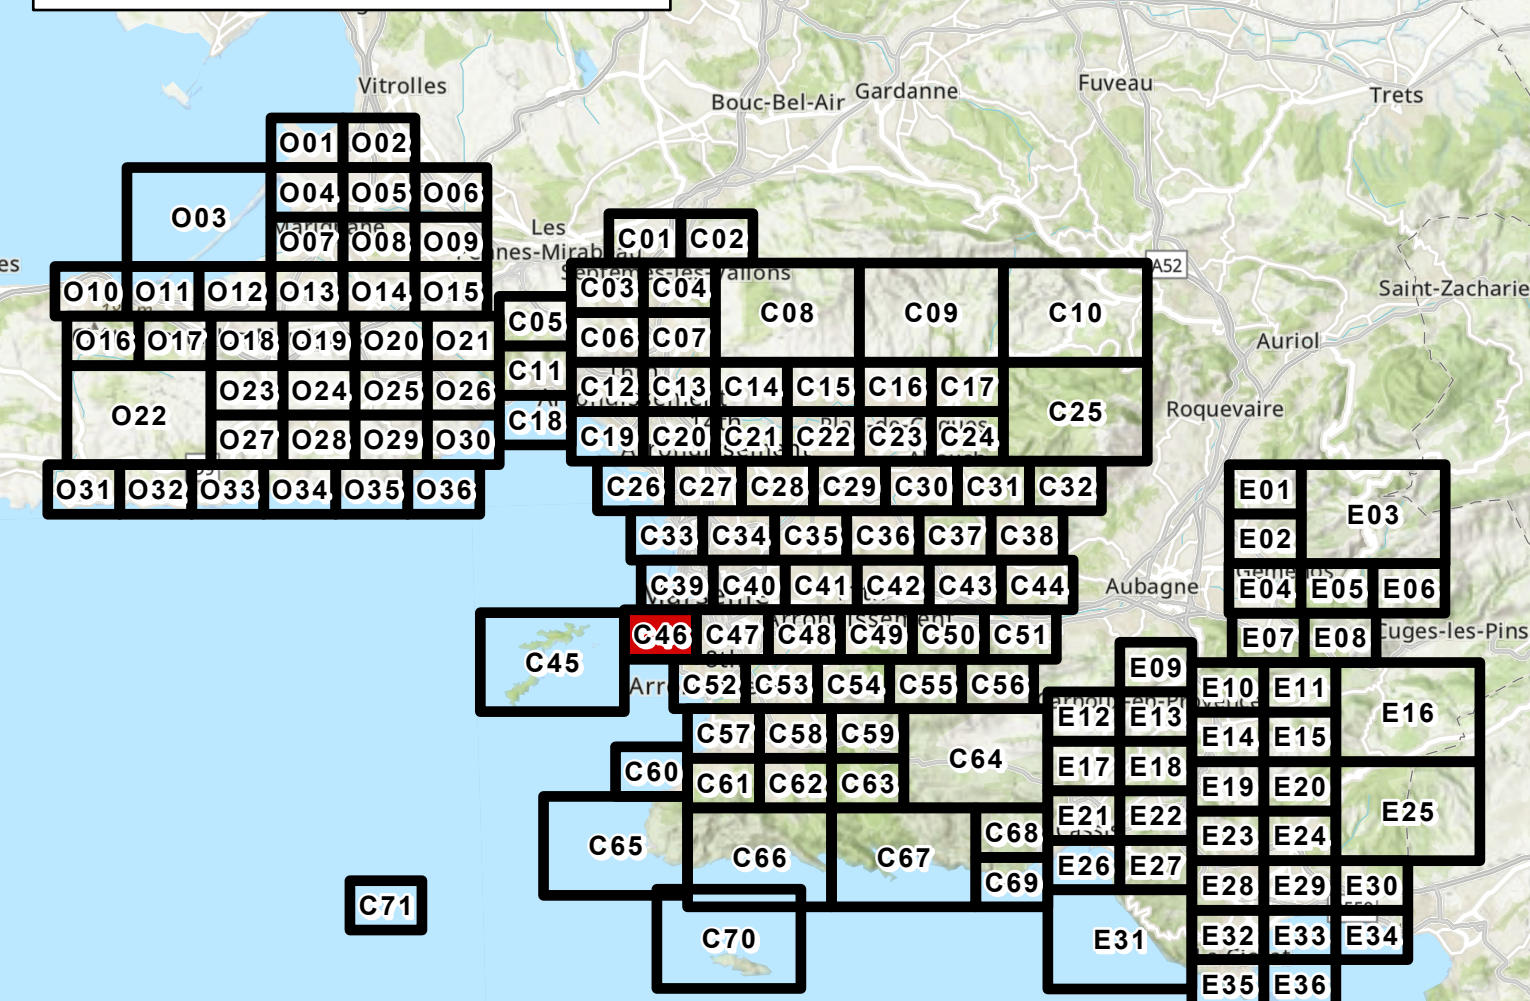 Vitrolles
Bouc-Bel-Air
Gardanne
Fuveau
Trets
O01 O02
O03
O04 O05 O06
O07 O08 O09
Les
C01 C02
A52
es
Septèmes-les-Vallons
O10 O11 O12 O13 O14 O15
C03 C04
C08 C09 C10
Saint-Zacharie
C05
C06 C07
O16 O17 O18 O19 O20 O21
Auriol
C11
C12 C13 C14 C15 C16 C17
O22
O23 O24 O25 O26
C25
Roquevaire
C18
C19 C20 C21 C22 C23 C24
O27 O28 O29 O30
O31 O32 O33 O34 O35 O36
C26 C27 C28 C29 C30 C31 C32
E01
E03
C33 C34 C35 C36 C37 C38
E02
C39 C40 C41 C42 C43 C44
Aubagne
E04 E05 E06
C45
C46 C47 C48 C49 C50 C51
E07 E08
Cuges-les-Pins
E09
C52 C53 C54 C55 C56
E10 E11
E16
E12 E13
C57 C58 C59
C64
E14 E15
C60
C61 C62 C63
E17 E18
E19 E20
E25
E21 E22
C65
C66 C67
C68
E23 E24
C69
E26 E27
E28 E29 E30
C71
C70
E31
E32 E33 E34
E35 E36